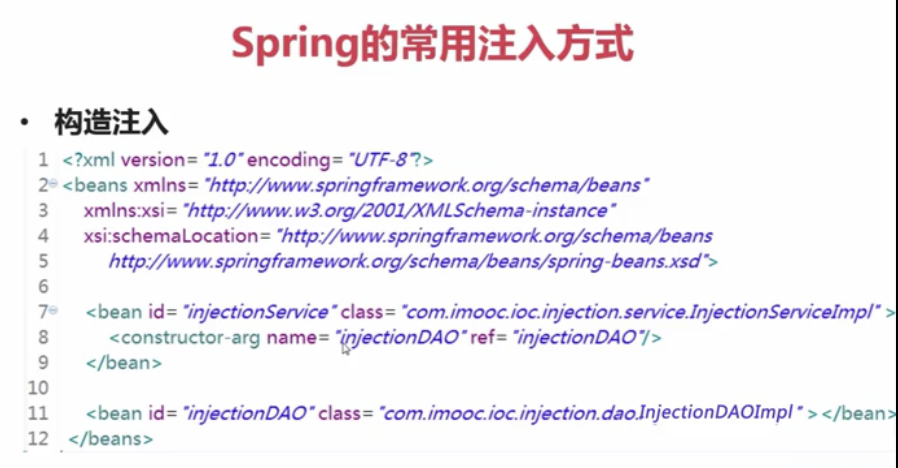 Spring的常用注入方式
• 构造注入
1 <?xml version="1.0" encoding="UTF-8"?>
2 <beans xmlns="http://www.springframework.org/schema/beans"
3 xmlns:xsi="http://www.w3.org/2001/XMLSchema-instance"
4 xsi:schemaLocation="http://www.springframework.org/schema/beans
5 http://www.springframework.org/schema/beans/spring-beans.xsd">
6
7 <bean id="injectionService" class="com.imooc.ioc.injection.service.InjectionServiceImpl" >
8 <constructor-arg name="injectionDAO" ref="injectionDAO"/>
9 </bean>
10
11 <bean id="injectionDAO" class="com.imooc.ioc.injection.dao.InjectionDAOImpl" ></bean>
12 </beans>